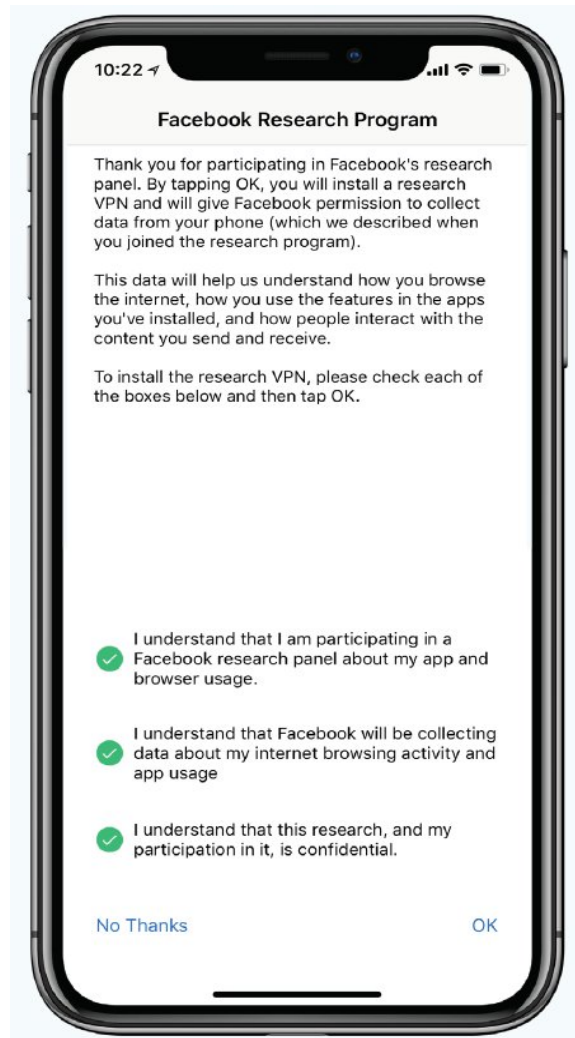 10:22
Facebook Research Program
Thank you for participating in Facebook's research
panel. By tapping OK, you will install a research
VPN and will give Facebook permission to collect
data from your phone (which we described when
you joined the research program).
This data will help us understand how you browse
the internet, how you use the features in the apps
you've installed, and how people interact with the
content you send and receive.
To install the research VPN, please check each of
the boxes below and then tap OK.
I understand that I am participating in a
Facebook research panel about my app and
browser usage.
I understand that Facebook will be collecting
data about my internet browsing activity and
app usage
I understand that this research, and my
participation in it, is confidential.
No Thanks OK